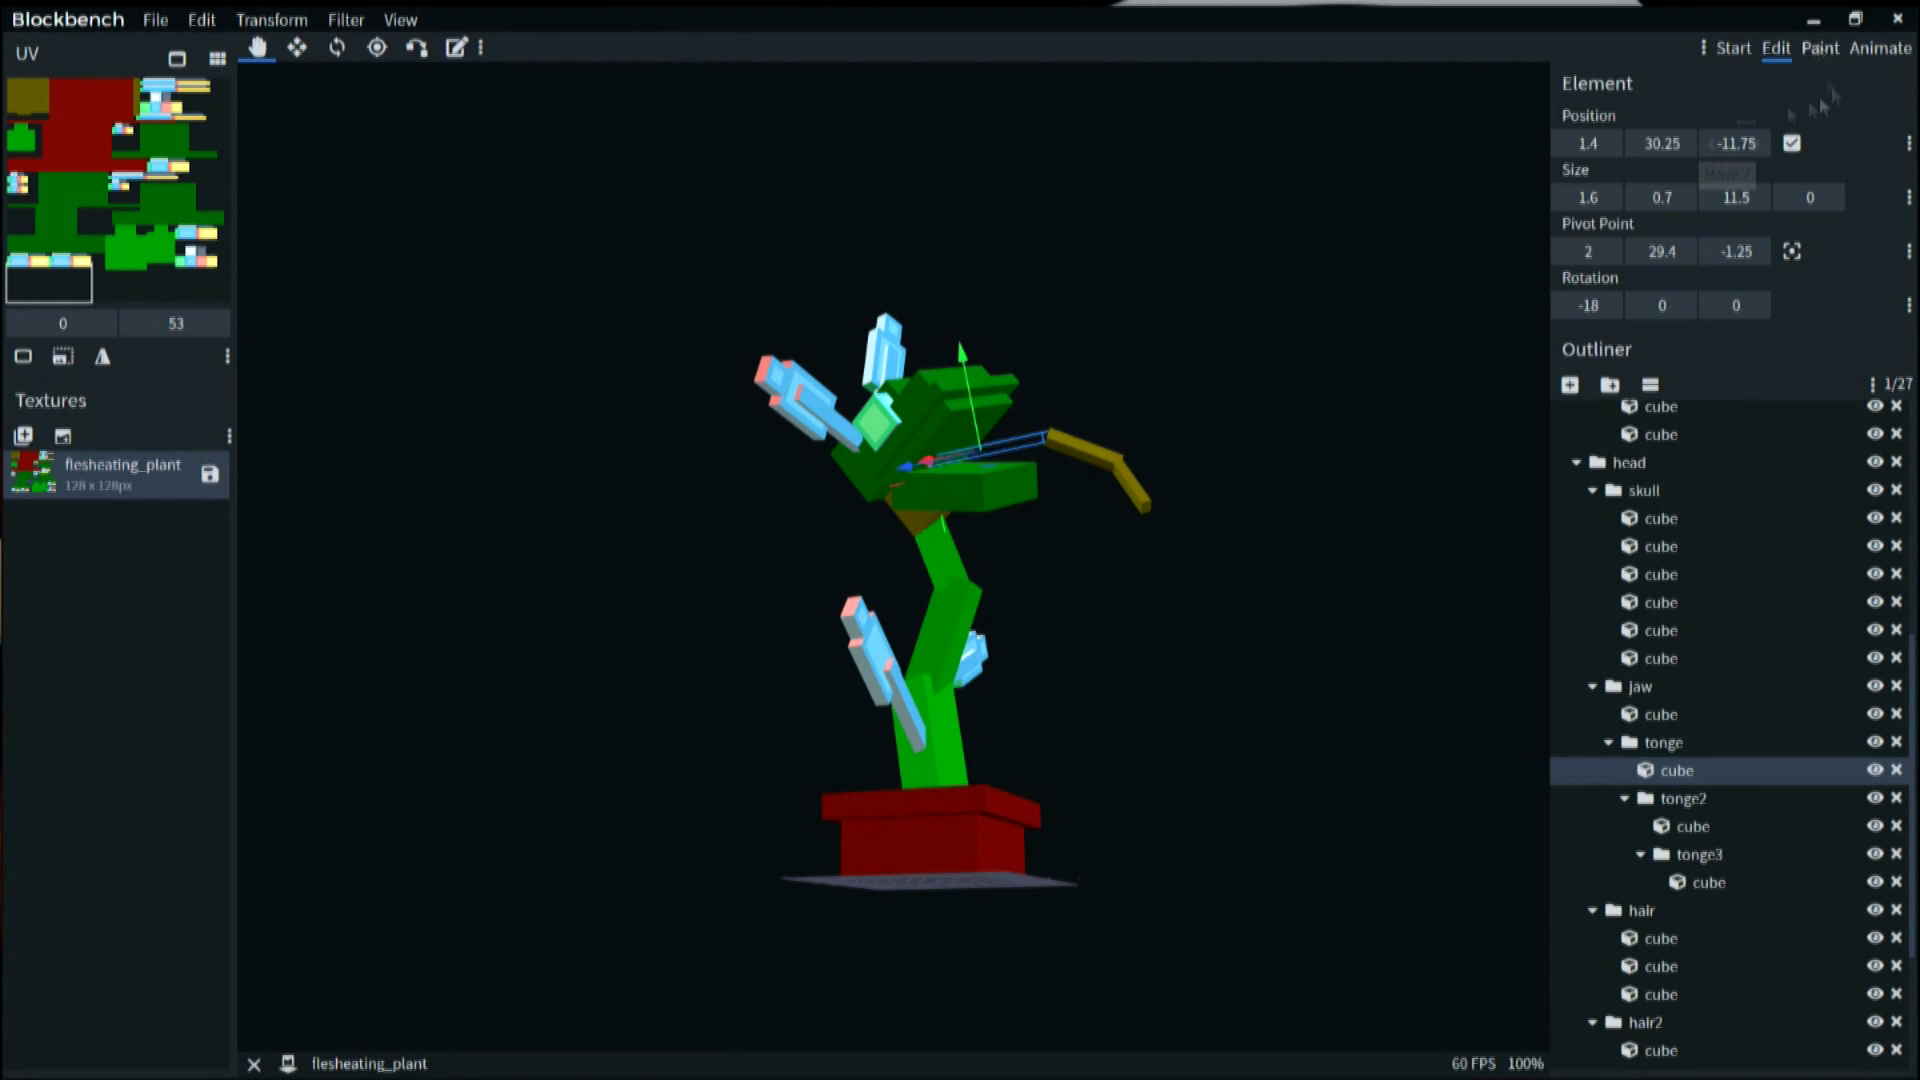 Blockbench File Edit Transform Filter View
UV
Start Edit Paint Animate
Element
Position
1.4 30.25 -11.75
Size
1.6 0.7 11.5 0
Pivot Point
2 29.4 -1.25
Rotation
-18 0 0
0 53
Textures
flesheating_plant
128 x 128px
Outliner
1/27
cube
cube
head
skull
cube
cube
cube
cube
cube
cube
jaw
cube
tonge
cube
tonge2
cube
tonge3
cube
hair
cube
cube
cube
hair2
cube
flesheating_plant
60 FPS 100%